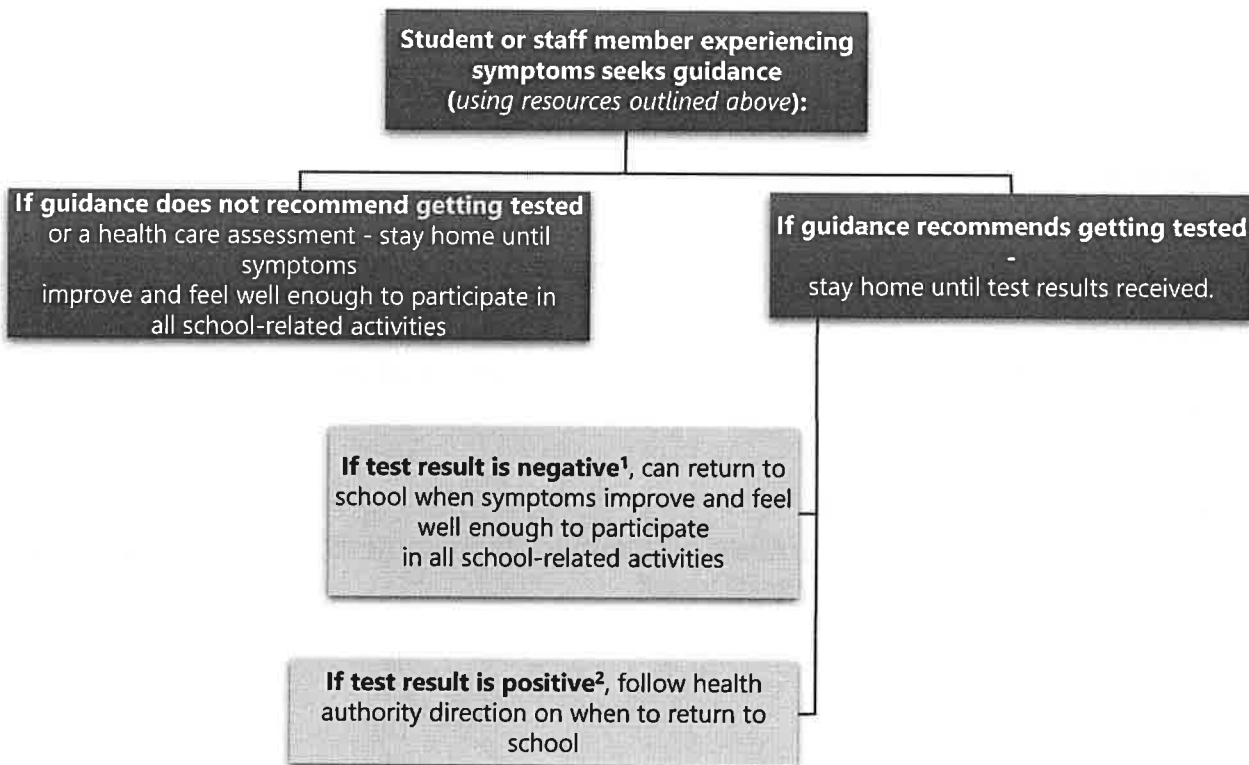 Student or staff member experiencing
symptoms seeks guidance
(using resources outlined above):
If guidance does not recommend getting tested
or a health care assessment - stay home until
symptoms
improve and feel well enough to participate in
all school-related activities
If guidance recommends getting tested
-
stay home until test results received.
If test result is negative¹, can return to
school when symptoms improve and feel
well enough to participate
in all school-related activities
If test result is positive², follow health
authority direction on when to return to
school